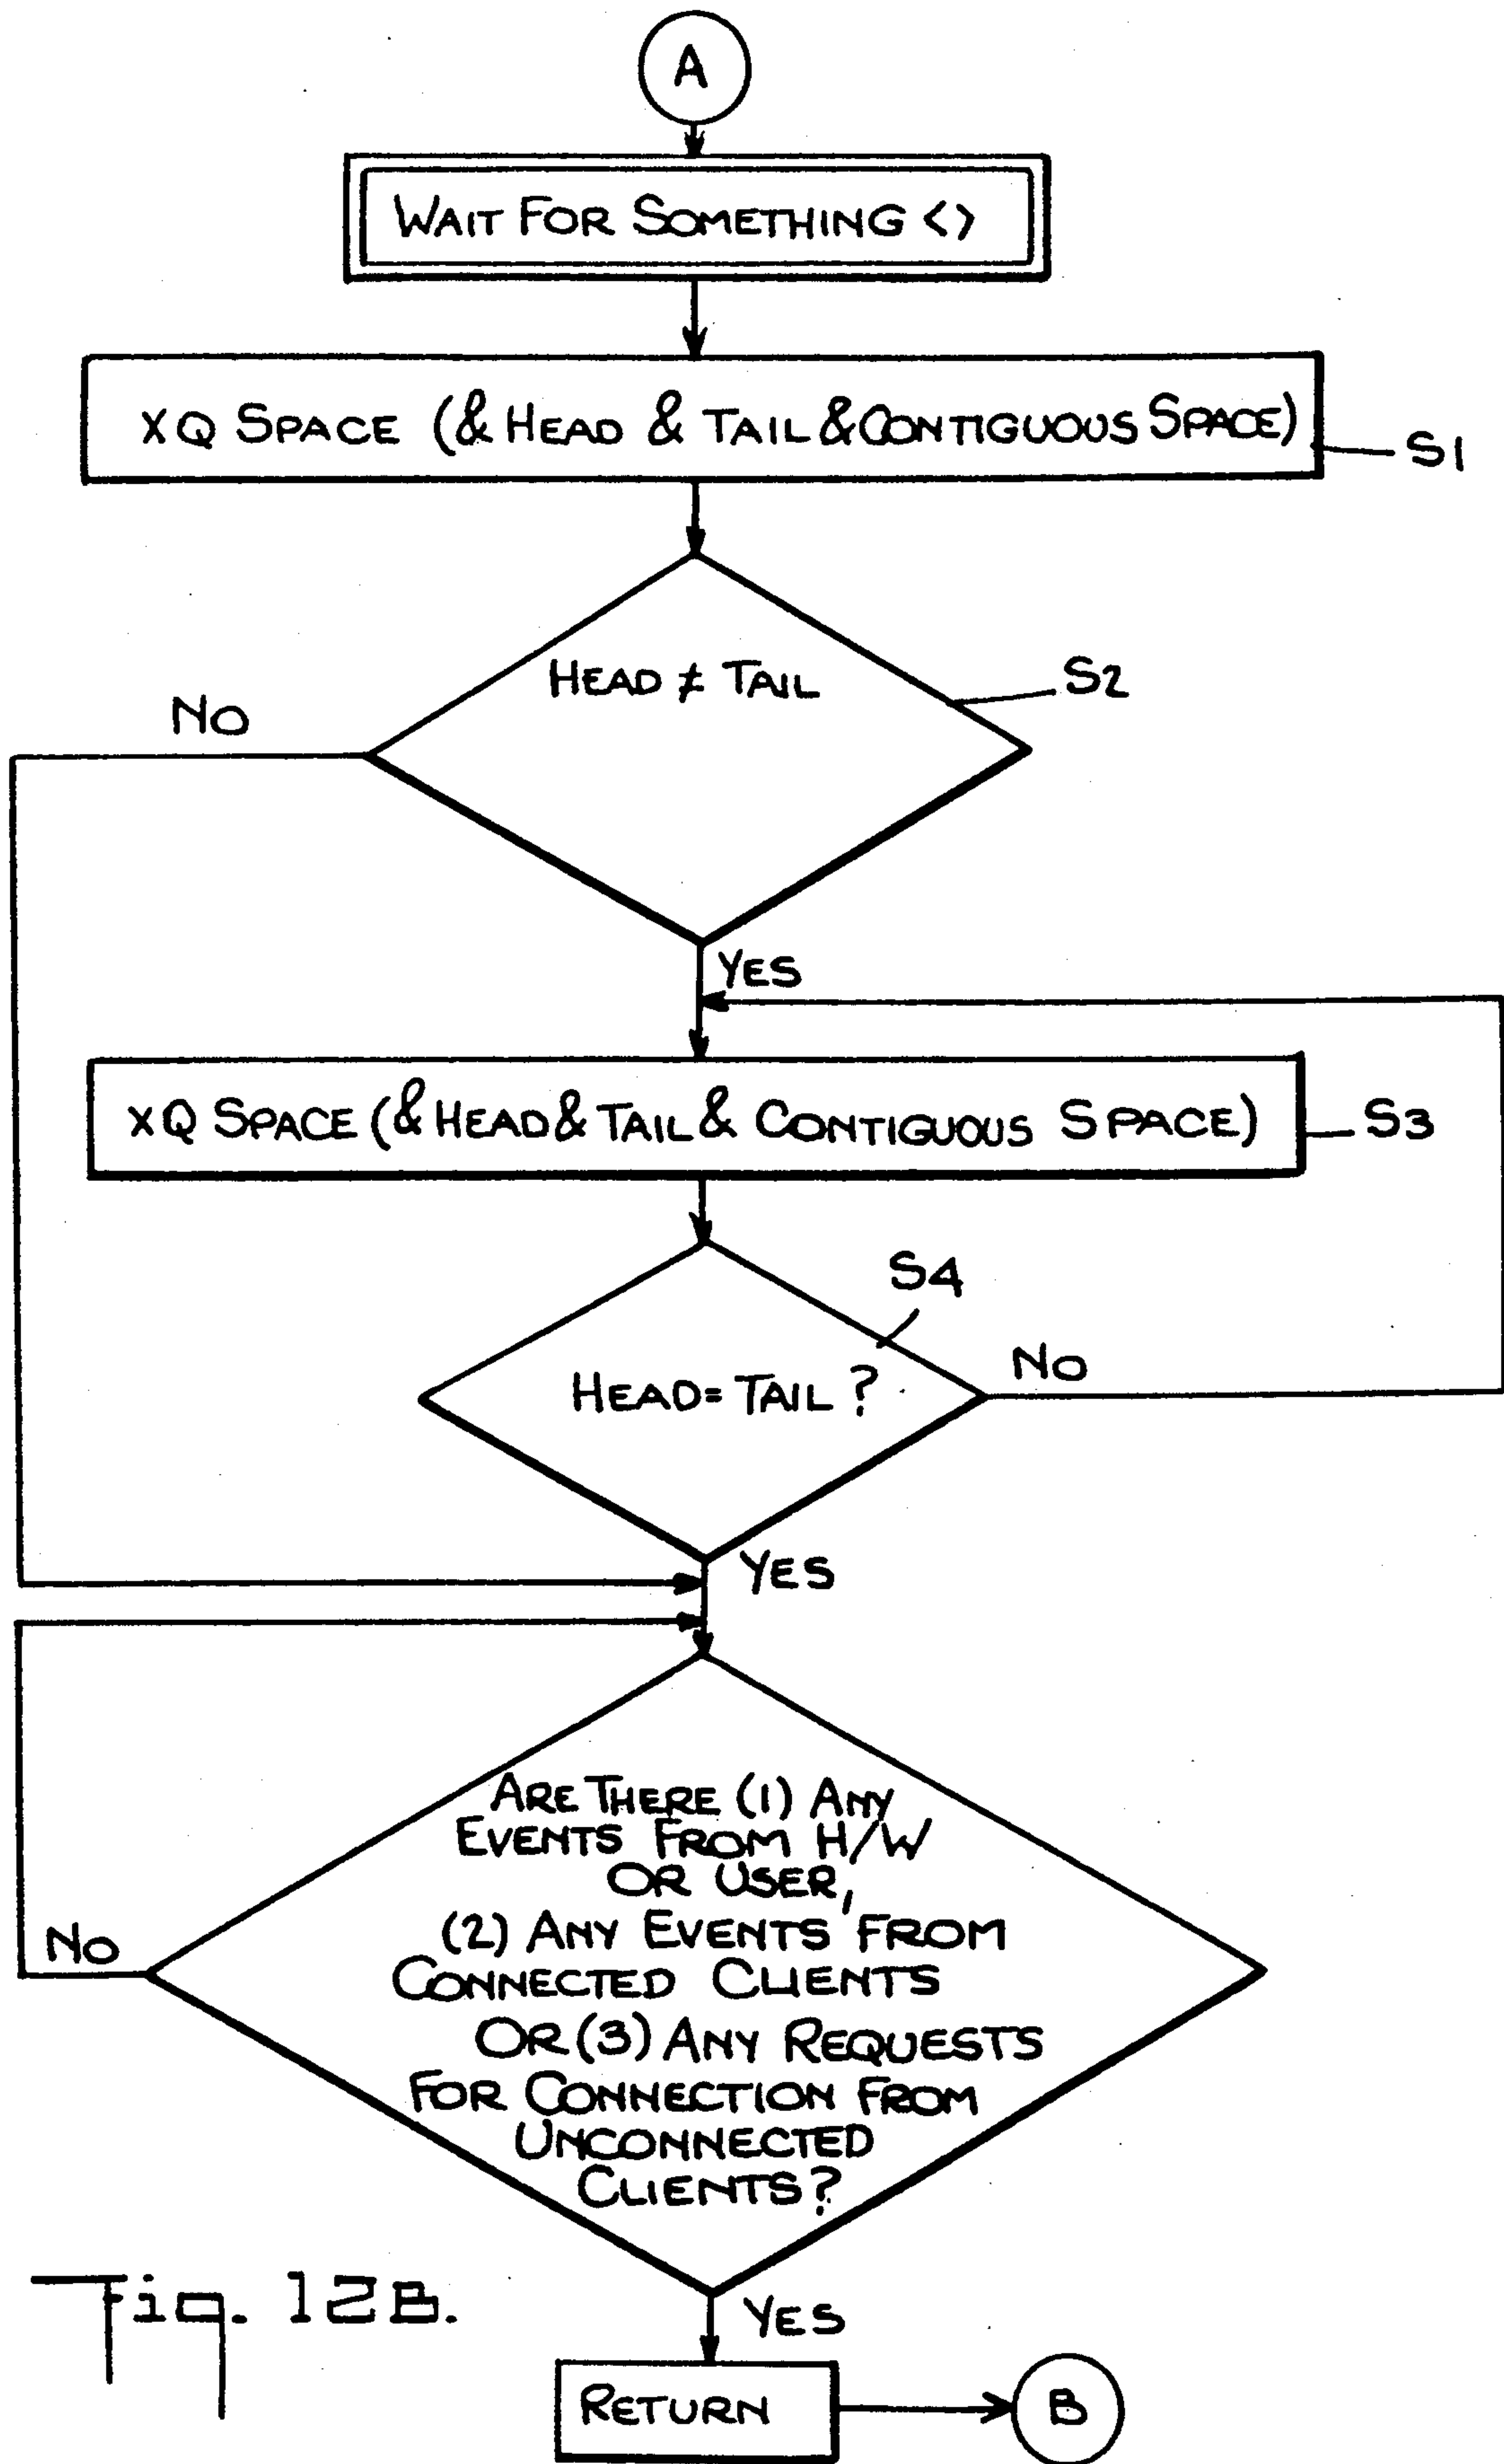 A
WAIT FOR SOMETHING <>
XQ SPACE (& HEAD & TAIL & CONTIGUOUS SPACE)
S1
HEAD ≠ TAIL
S2
NO
YES
XQ SPACE (& HEAD & TAIL & CONTIGUOUS SPACE)
S3
S4
HEAD = TAIL ?
NO
YES
ARE THERE (1) ANY
EVENTS FROM H/W
OR USER,
(2) ANY EVENTS FROM
CONNECTED CLIENTS
OR (3) ANY REQUESTS
FOR CONNECTION FROM
UNCONNECTED
CLIENTS?
NO
YES
Fig. 12B.
RETURN
B